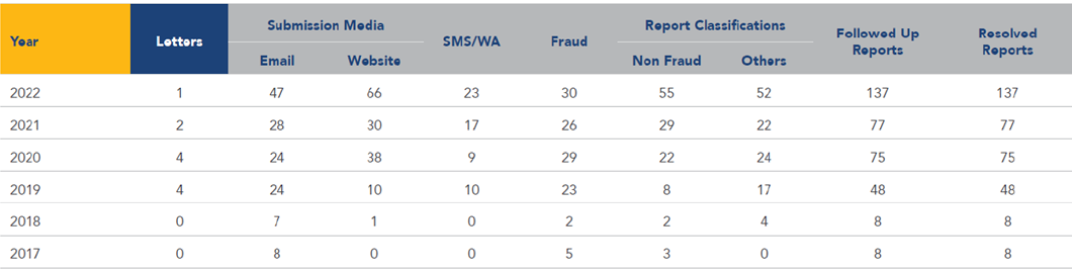 Year Letters Submission Media SMS/WA Fraud Report Classifications Followed Up Reports Resolved Reports
Email Website Non Fraud Others
2022 1 47 66 23 30 55 52 137 137
2021 2 28 30 17 26 29 22 77 77
2020 4 24 38 9 29 22 24 75 75
2019 4 24 10 10 23 8 17 48 48
2018 0 7 1 0 2 2 4 8 8
2017 0 8 0 0 5 3 0 8 8